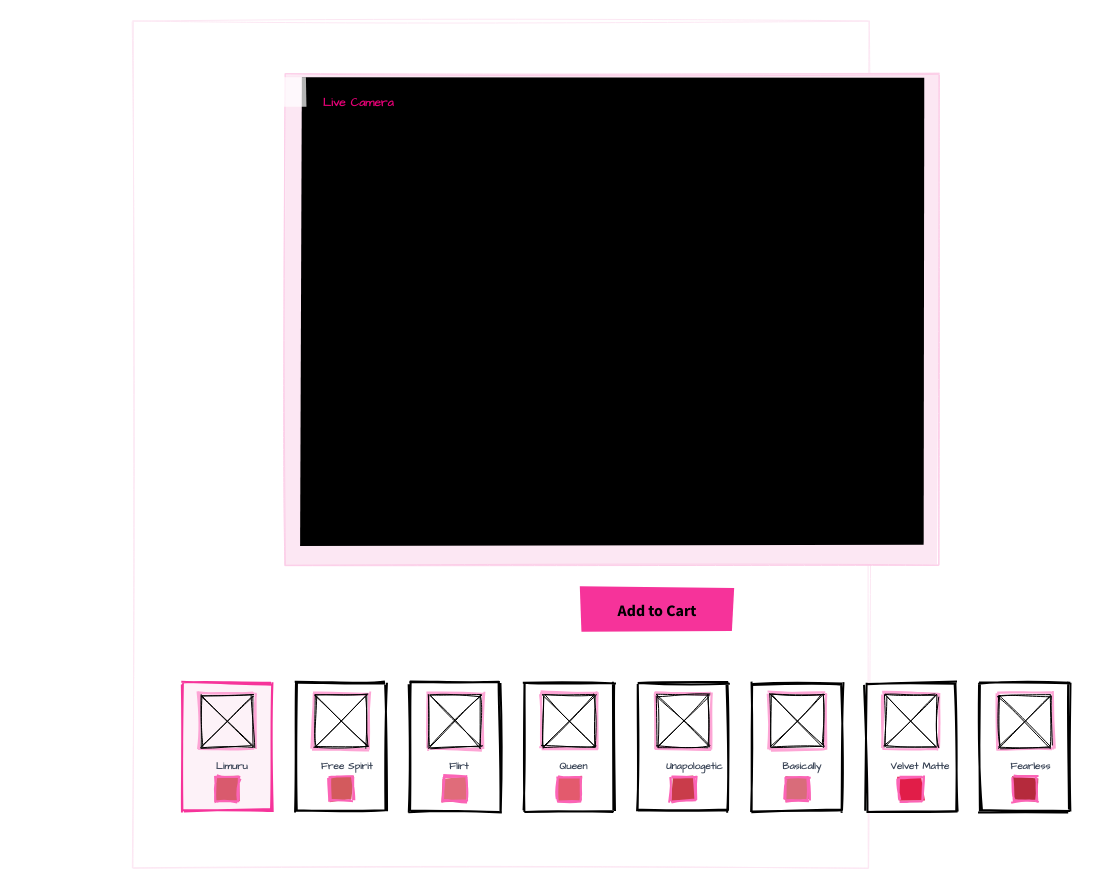 Live Camera
Add to Cart
Limuru
Free Spirit
Flirt
Queen
Unapologetic
Basically
Velvet Matte
Fearless